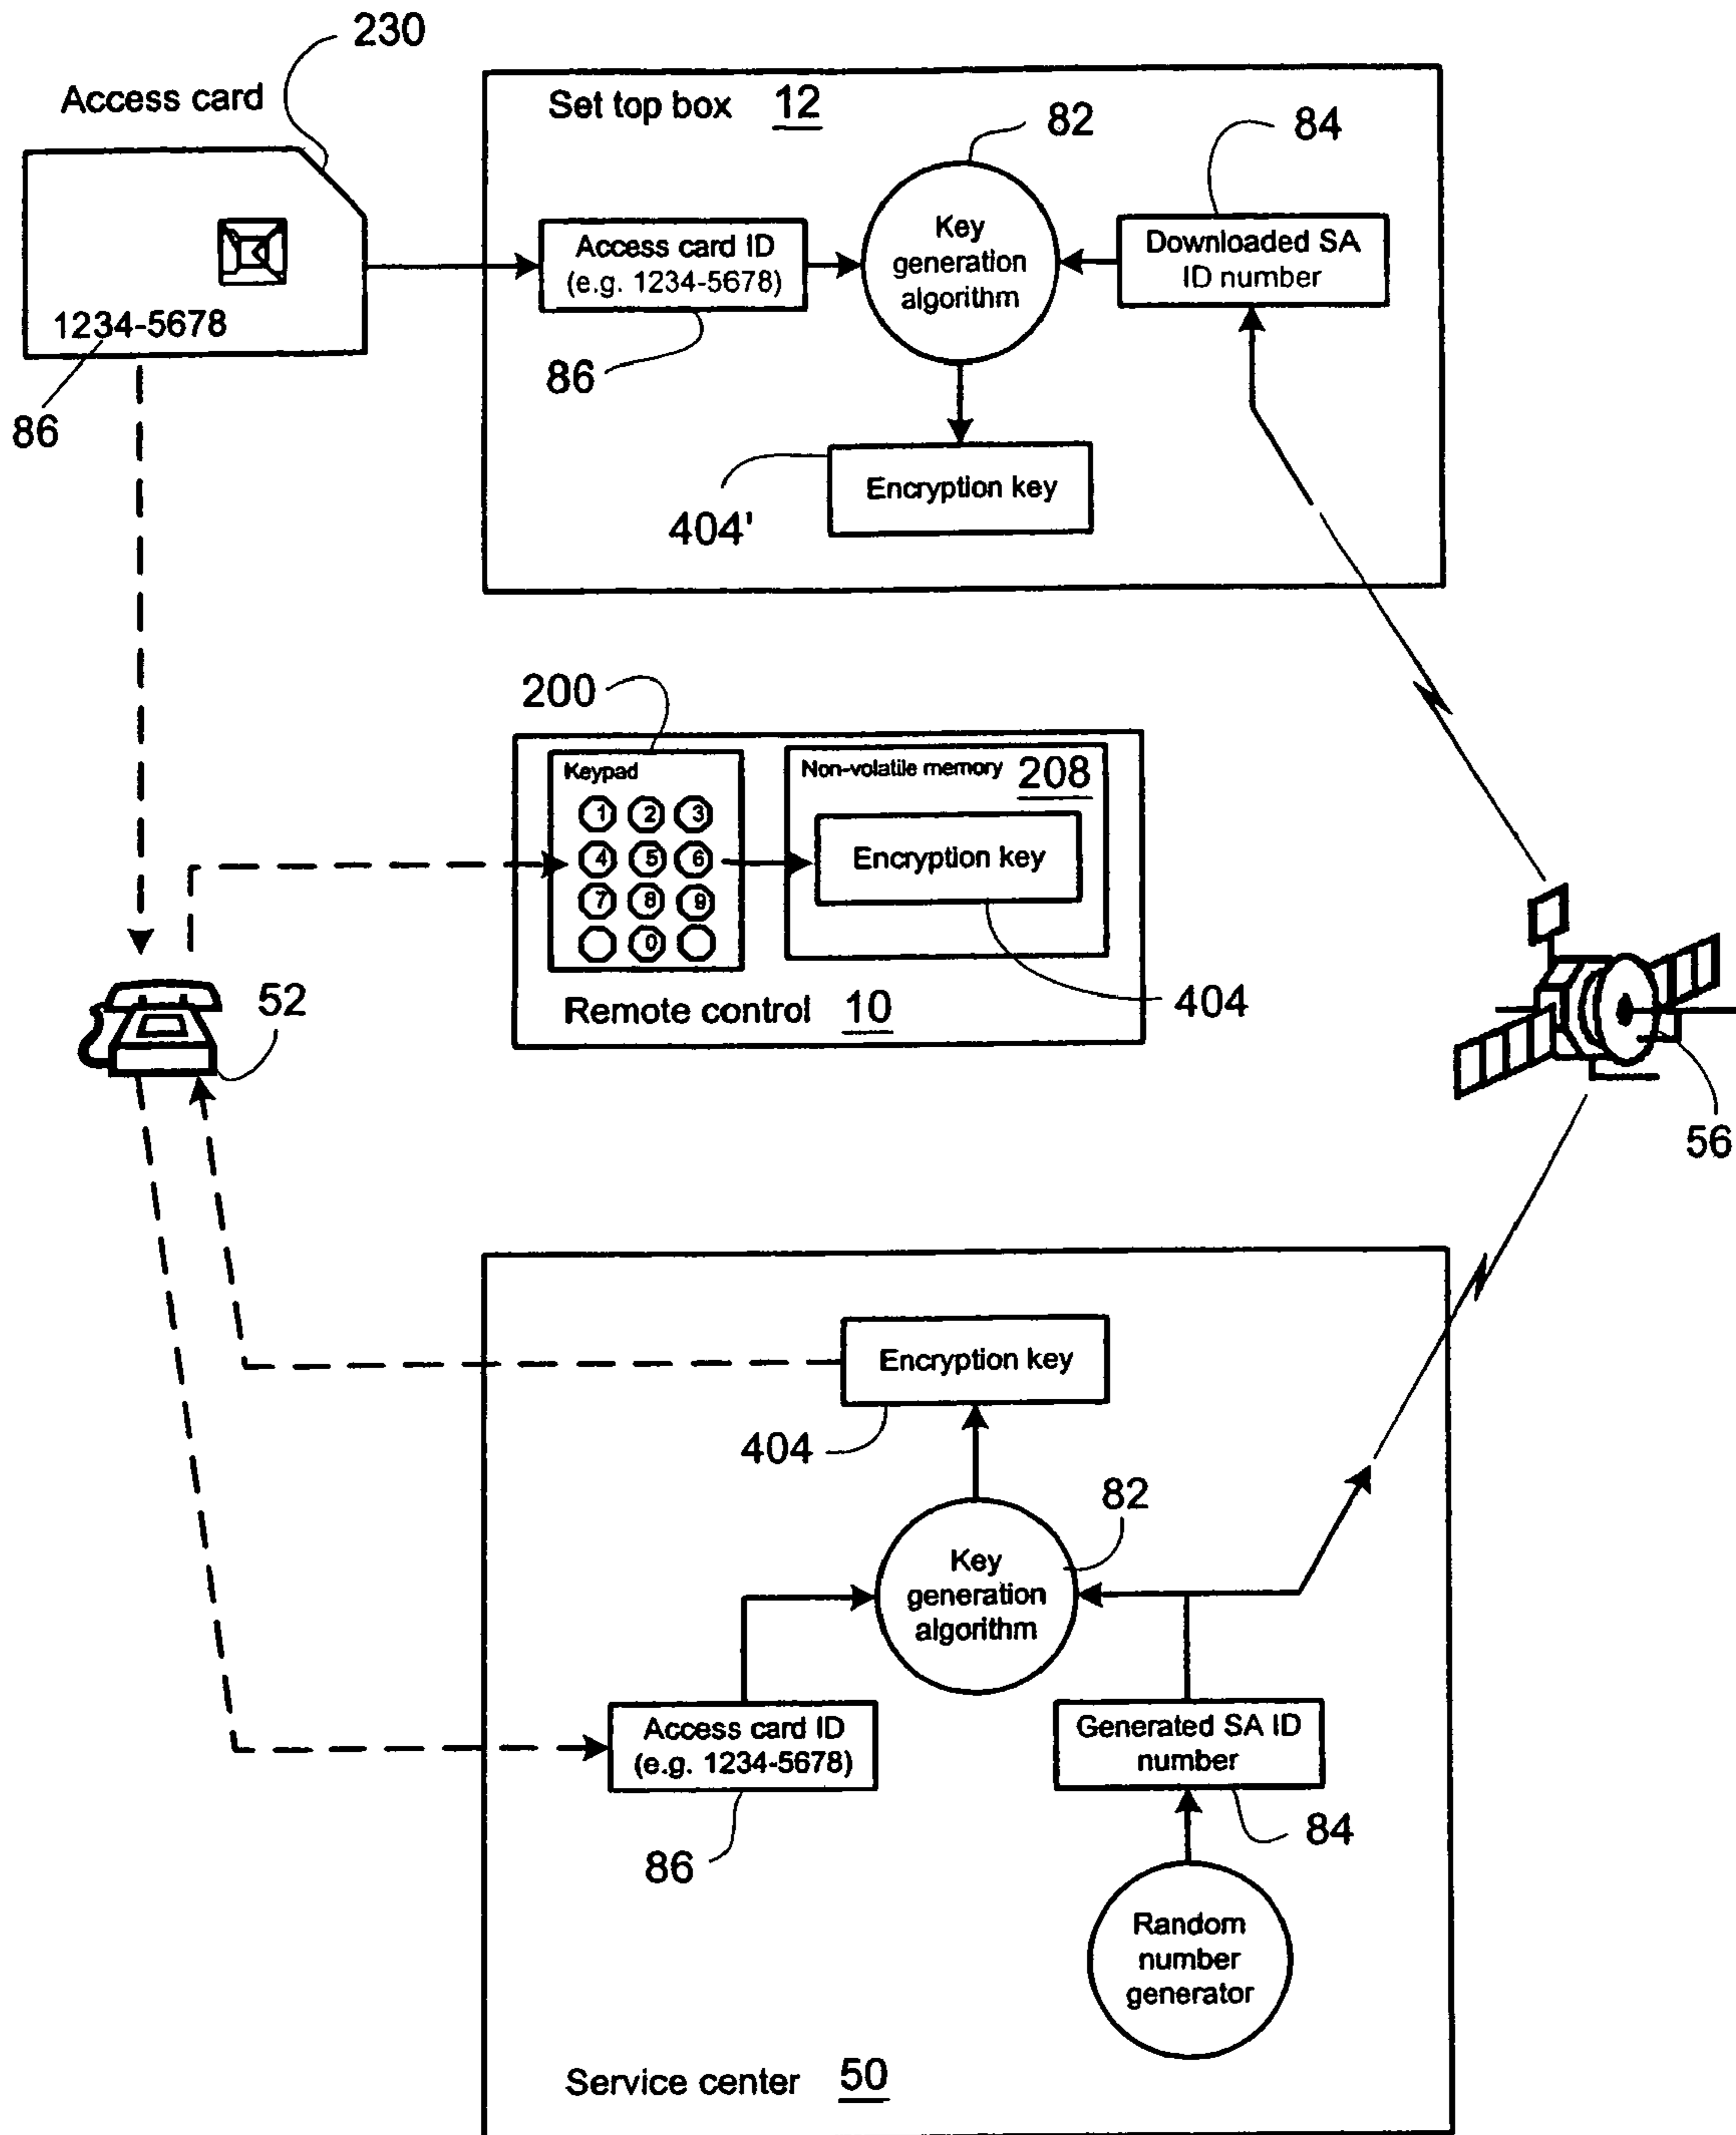 230
Access card
1234-5678
86
Set top box 12
82
84
Access card ID
(e.g. 1234-5678)
86
Key
generation
algorithm
Downloaded SA
ID number
Encryption key
404'
200
Keypad
1 2 3
4 5 6
7 8 9
0
Non-volatile memory 208
Encryption key
404
Remote control 10
52
56
Encryption key
404
82
Key
generation
algorithm
Access card ID
(e.g. 1234-5678)
86
Generated SA ID
number
84
Random
number
generator
Service center 50